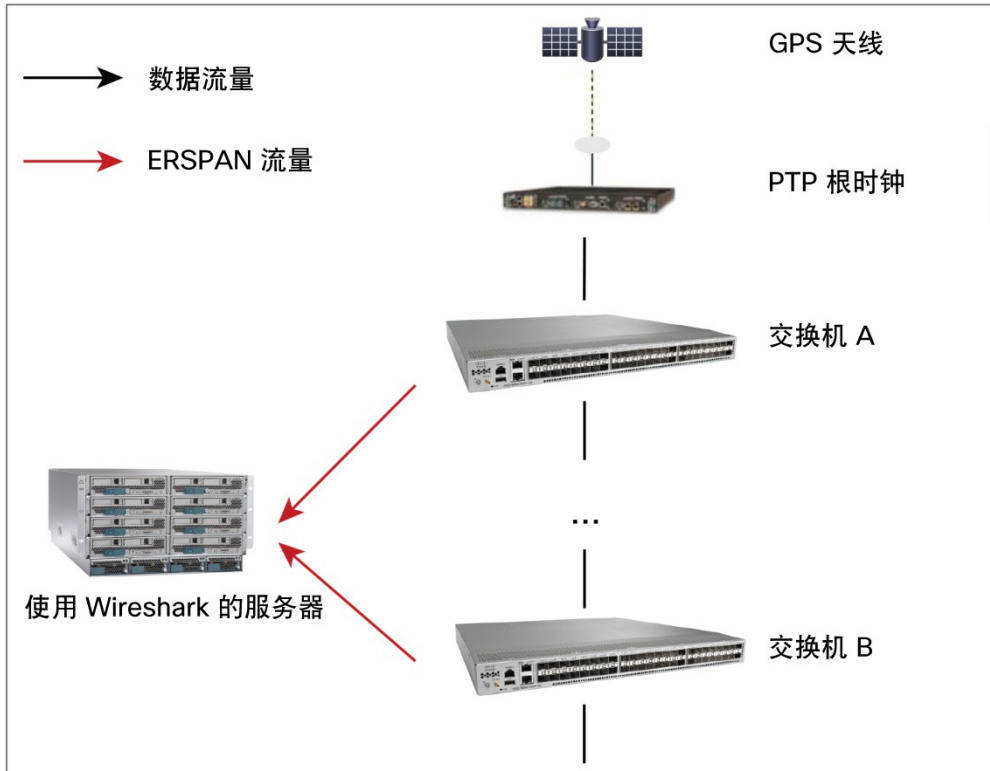 GPS 天线
数据流量
ERSPAN 流量
PTP 根时钟
交换机 A
...
使用 Wireshark 的服务器
交换机 B